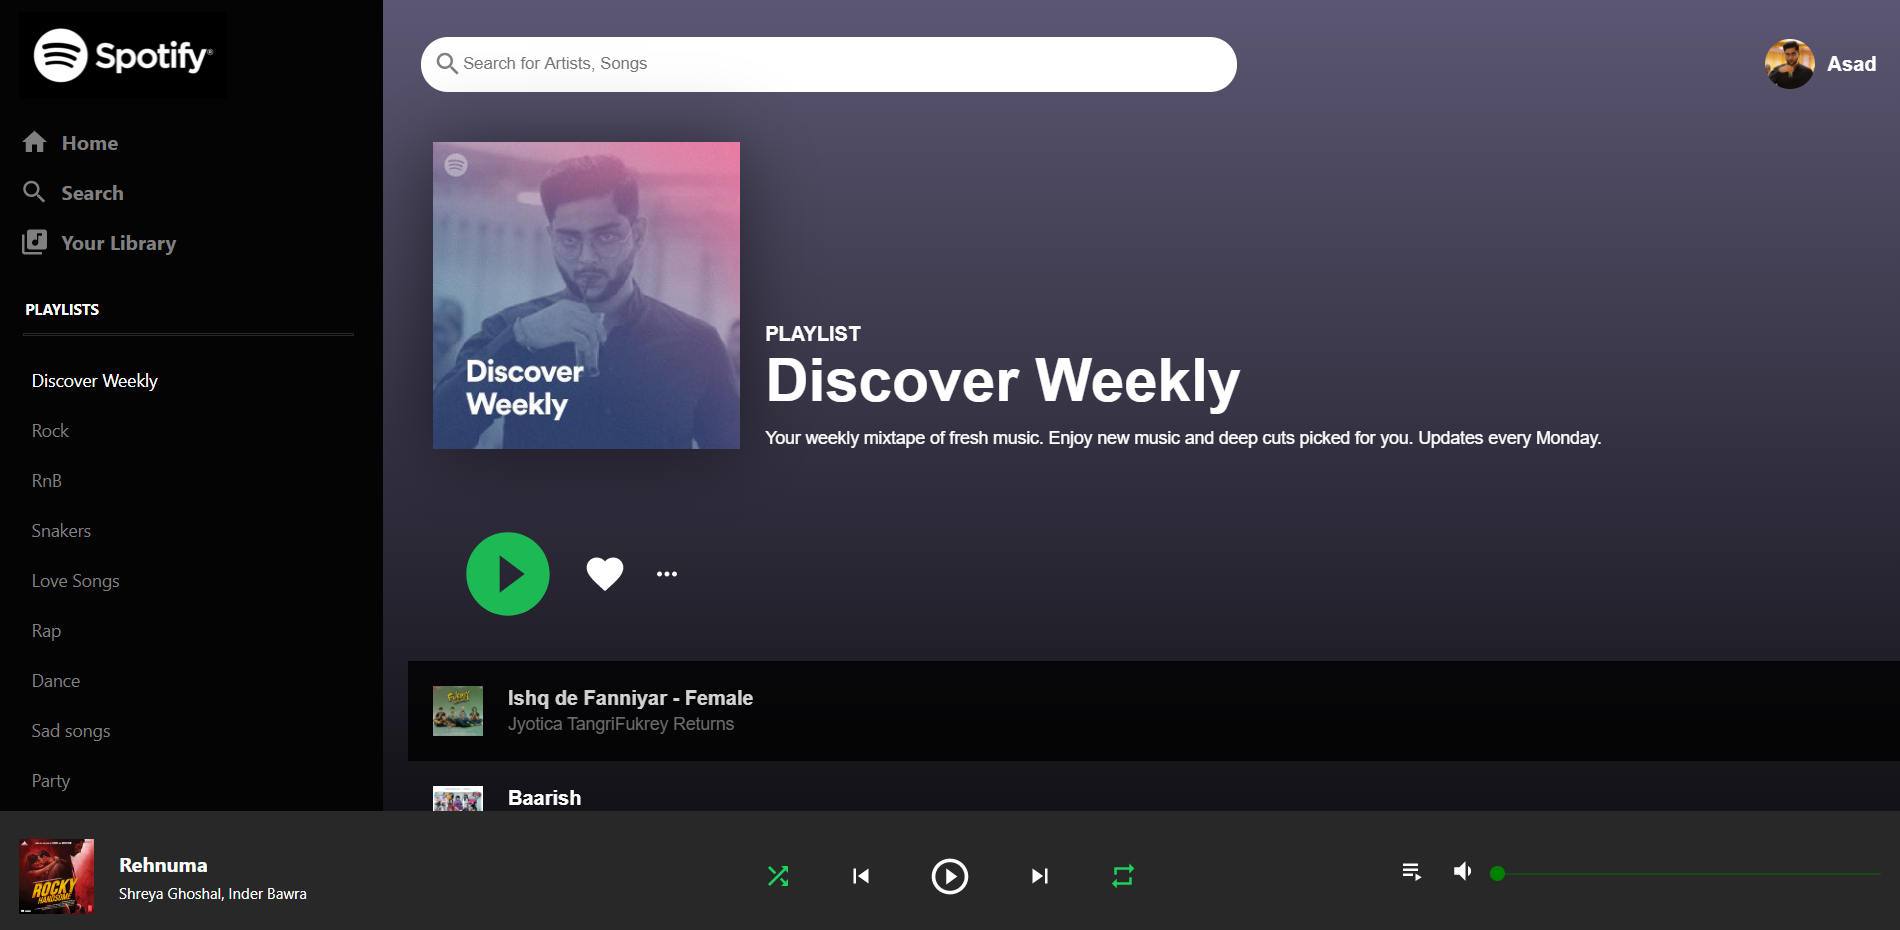 Spotify®
Home
Search
Your Library
PLAYLISTS
Discover Weekly
Rock
RnB
Snakers
Love Songs
Rap
Dance
Sad songs
Party
Search for Artists, Songs
Asad
Discover
Weekly
PLAYLIST
Discover Weekly
Your weekly mixtape of fresh music. Enjoy new music and deep cuts picked for you. Updates every Monday.
Ishq de Fanniyar - Female
Jyotica TangriFukrey Returns
Baarish
ROCKY
HANDSOME
Rehnuma
Shreya Ghoshal, Inder Bawra